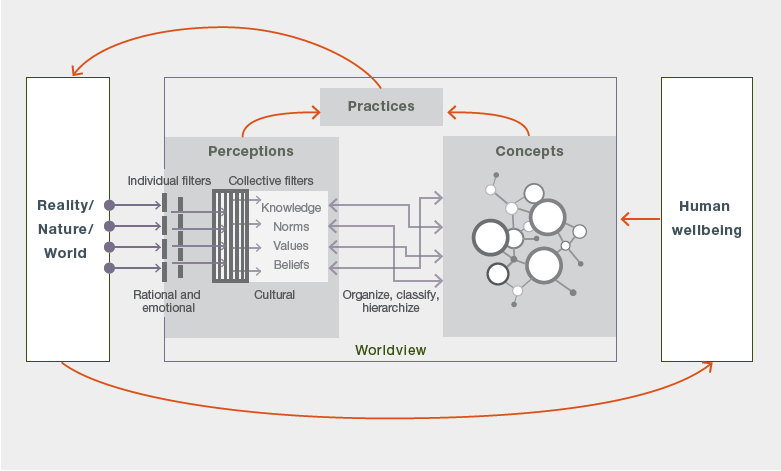 Practices
Perceptions
Concepts
Individual filters
Collective filters
Reality/
Nature/
World
Knowledge
Norms
Values
Beliefs
Human
wellbeing
Rational and
emotional
Cultural
Organize, classify,
hierarchize
Worldview